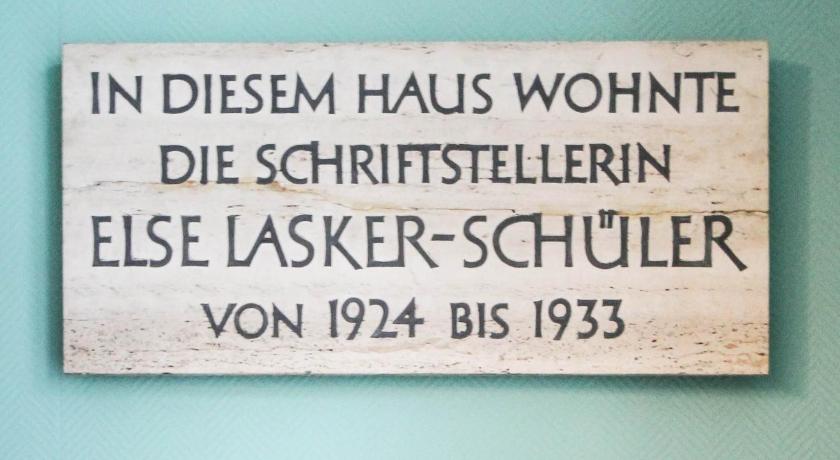 IN DIESEM HAUS WOHNTE
DIE SCHRIFTSTELLERIN
ELSE LASKER-SCHÜLER
VON 1924 BIS 1933